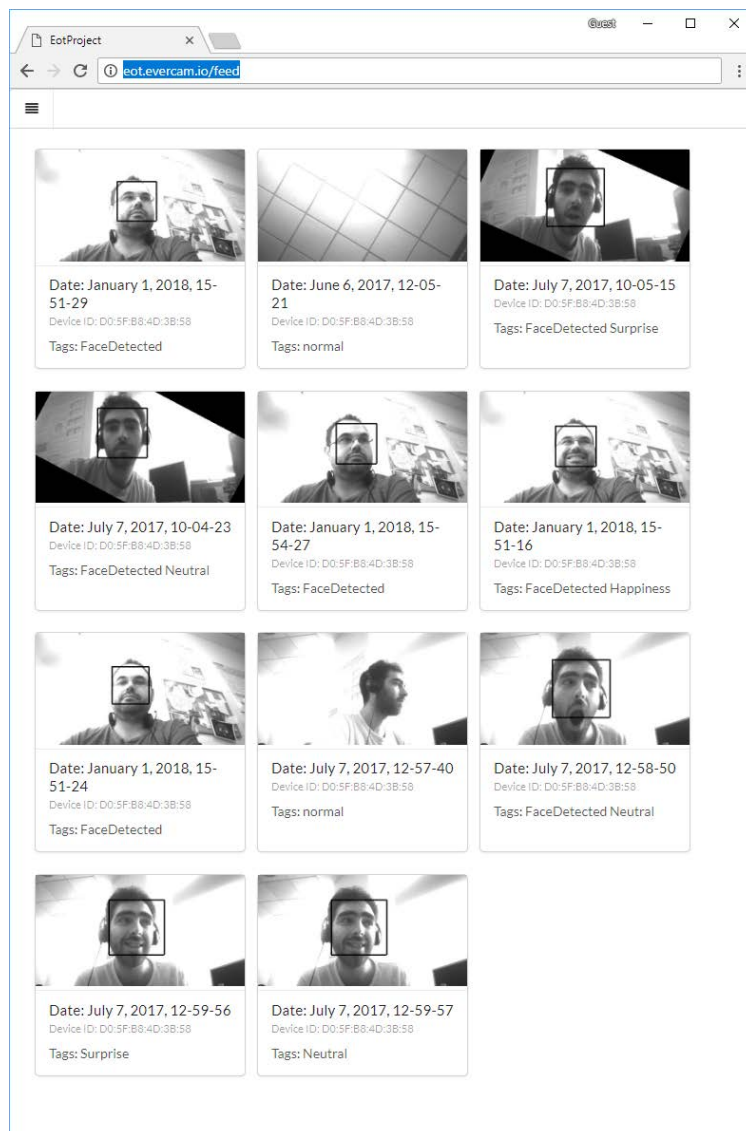 Guest
EotProject
eot.evercam.io/feed
Date: January 1, 2018, 15-
51-29
Device ID: D0:5F:B8:4D:3B:58
Tags: FaceDetected
Date: June 6, 2017, 12-05-
21
Device ID: D0:5F:B8:4D:3B:58
Tags: normal
Date: July 7, 2017, 10-05-15
Device ID: D0:5F:B8:4D:3B:58
Tags: FaceDetected Surprise
Date: July 7, 2017, 10-04-23
Device ID: D0:5F:B8:4D:3B:58
Tags: FaceDetected Neutral
Date: January 1, 2018, 15-
54-27
Device ID: D0:5F:B8:4D:3B:58
Tags: FaceDetected
Date: January 1, 2018, 15-
51-16
Device ID: D0:5F:B8:4D:3B:58
Tags: FaceDetected Happiness
Date: January 1, 2018, 15-
51-24
Device ID: D0:5F:B8:4D:3B:58
Tags: FaceDetected
Date: July 7, 2017, 12-57-40
Device ID: D0:5F:B8:4D:3B:58
Tags: normal
Date: July 7, 2017, 12-58-50
Device ID: D0:5F:B8:4D:3B:58
Tags: FaceDetected Neutral
Date: July 7, 2017, 12-59-56
Device ID: D0:5F:B8:4D:3B:58
Tags: Surprise
Date: July 7, 2017, 12-59-57
Device ID: D0:5F:B8:4D:3B:58
Tags: Neutral